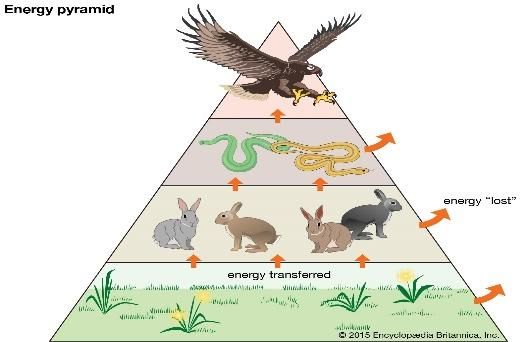 Energy pyramid
energy "lost"
energy transferred
© 2015 Encyclopædia Britannica, Inc.